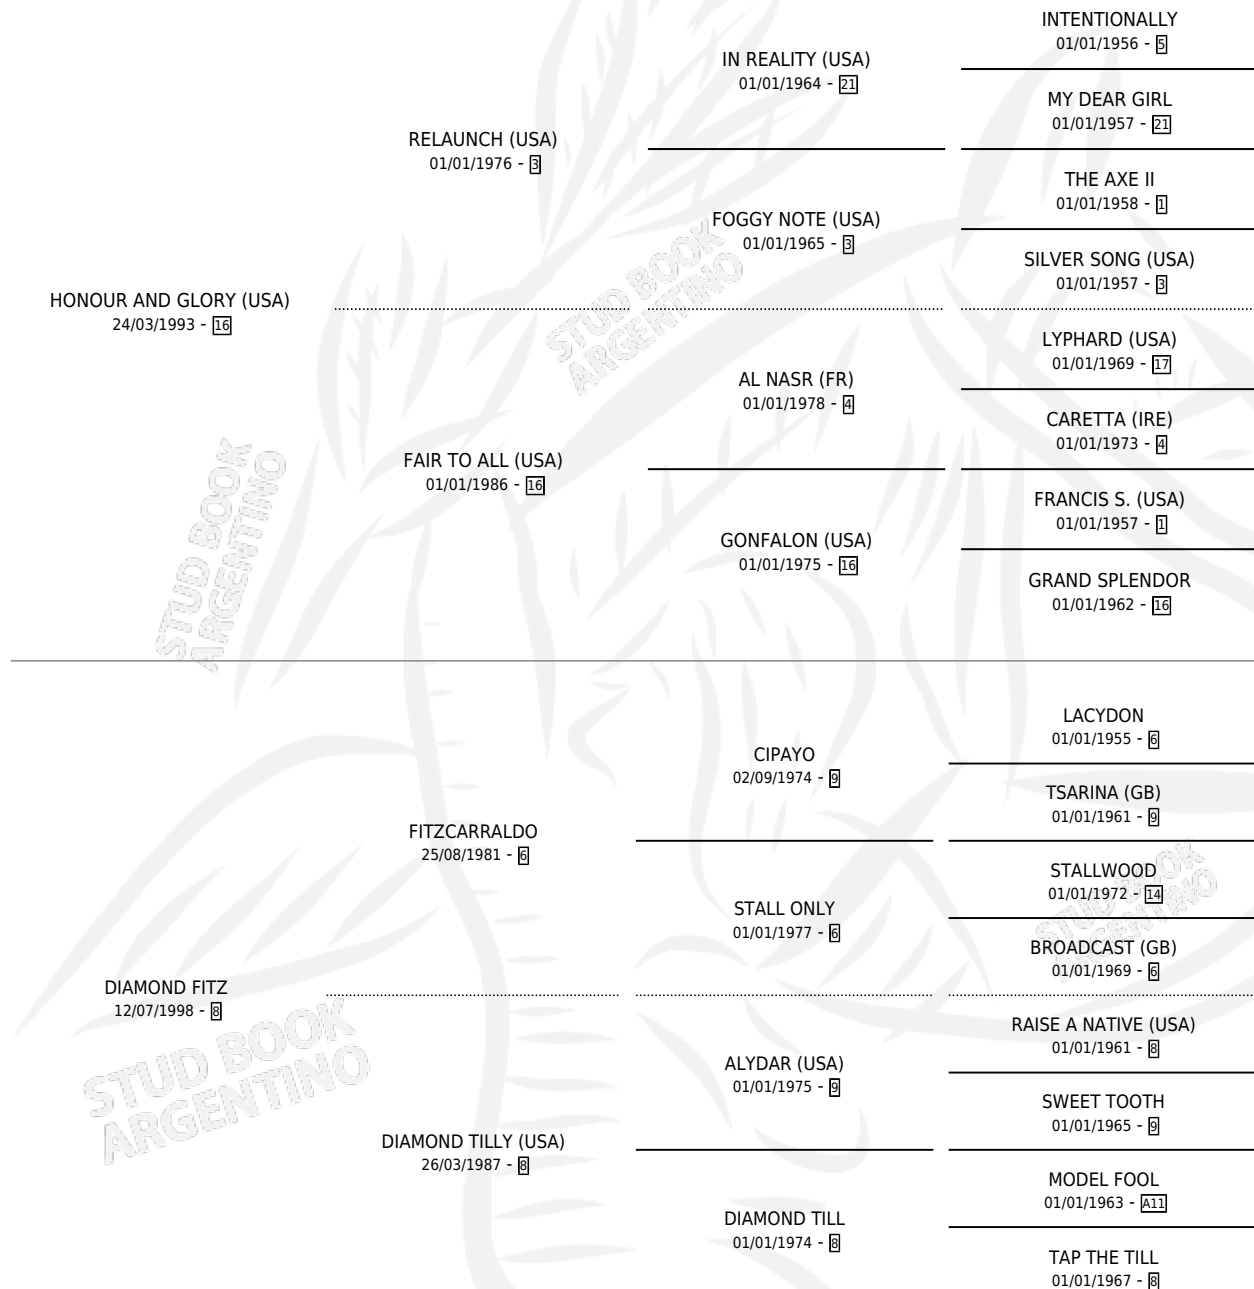 INTENTIONALLY
01/01/1956 - 5
IN REALITY (USA)
01/01/1964 - 21
MY DEAR GIRL
01/01/1957 - 21
RELAUNCH (USA)
01/01/1976 - 3
THE AXE II
01/01/1958 - 1
FOGGY NOTE (USA)
01/01/1965 - 3
SILVER SONG (USA)
01/01/1957 - 3
HONOUR AND GLORY (USA)
24/03/1993 - 16
LYPHARD (USA)
01/01/1969 - 17
AL NASR (FR)
01/01/1978 - 4
CARETTA (IRE)
01/01/1973 - 4
FAIR TO ALL (USA)
01/01/1986 - 16
FRANCIS S. (USA)
01/01/1957 - 1
GONFALON (USA)
01/01/1975 - 16
GRAND SPLENDOR
01/01/1962 - 16
STUD BOOK
ARGENTINO
STUD BOOK
ARGENTINO
LACYDON
01/01/1955 - 6
CIPAYO
02/09/1974 - 9
TSARINA (GB)
01/01/1961 - 9
FITZCARRALDO
25/08/1981 - 6
STALLWOOD
01/01/1972 - 14
STALL ONLY
01/01/1977 - 6
BROADCAST (GB)
01/01/1969 - 6
DIAMOND FITZ
12/07/1998 - 8
RAISE A NATIVE (USA)
01/01/1961 - 8
ALYDAR (USA)
01/01/1975 - 9
SWEET TOOTH
01/01/1965 - 9
DIAMOND TILLY (USA)
26/03/1987 - 8
MODEL FOOL
01/01/1963 - A11
DIAMOND TILL
01/01/1974 - 8
TAP THE TILL
01/01/1967 - 8
STUD BOOK
ARGENTINO
STUD BOOK
ARGENTINO